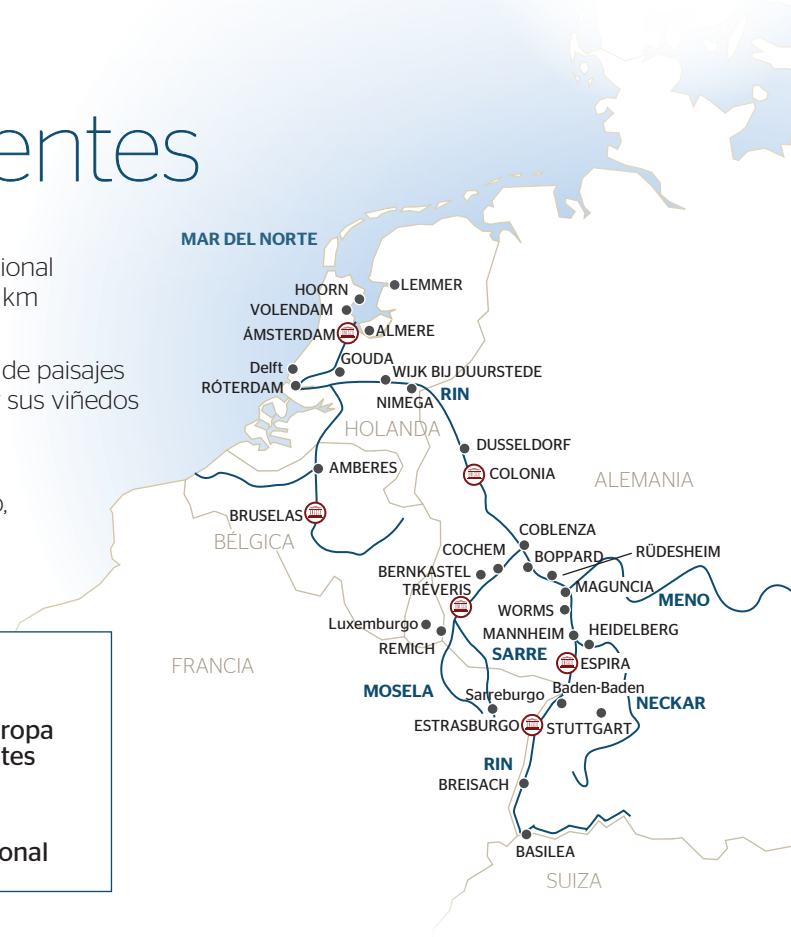 entes
MAR DEL NORTE
ional
km
de paisajes
sus viñedos
HOORN
LEMMER
VOLENDAM
ÁMSTERDAM
ALMERE
Delft
GOUDA
RÓTERDAM
WIJK BIJ DUURSTEDE
NIMEGA
RIN
HOLANDA
DUSSELDORF
AMBERES
COLONIA
ALEMANIA
BRUSELAS
BÉLGICA
COBLENZA
COCHEM
BOPPARD
RÜDESHEIM
BERNKASTEL
TRÉVERIS
MAGUNCIA
MENO
WORMS
Luxemburgo
MANNHEIM
HEIDELBERG
REMICH
SARRE
ESPIRA
FRANCIA
MOSELA
Sarreburgo
Baden-Baden
NECKAR
ESTRASBURGO
STUTTGART
ropa
tes
RIN
BREISACH
onal
BASILEA
SUIZA